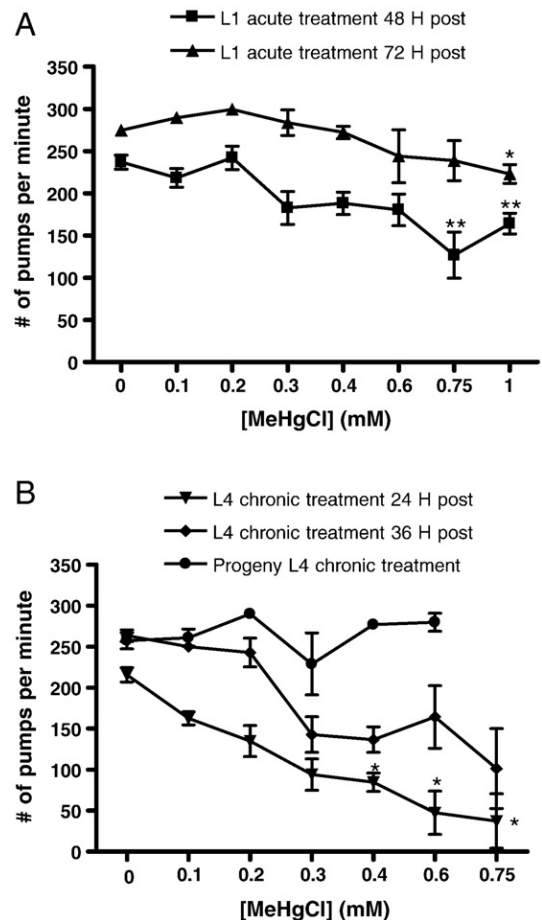 A
L1 acute treatment 48 H post
L1 acute treatment 72 H post
350
300
250
200
150
100
50
0
# of pumps per minute
*
**
**
0 0.1 0.2 0.3 0.4 0.6 0.75 1
[MeHgCl] (mM)
B
L4 chronic treatment 24 H post
L4 chronic treatment 36 H post
Progeny L4 chronic treatment
350
300
250
200
150
100
50
0
# of pumps per minute
*
*
*
0 0.1 0.2 0.3 0.4 0.6 0.75
[MeHgCl] (mM)